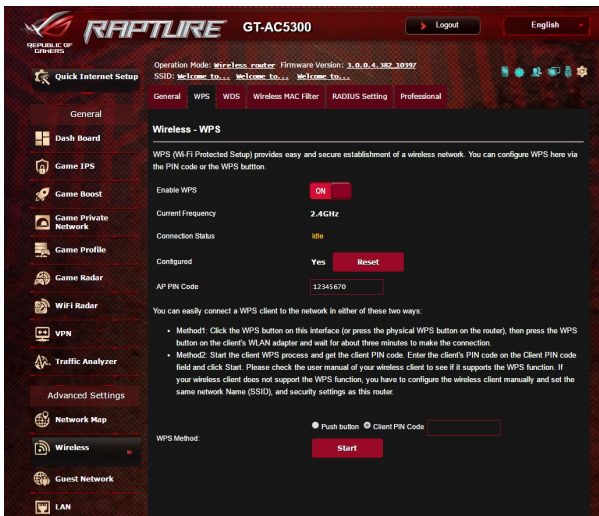 REPUBLIC OF
GAMERS
RAPTURE
GT-AC5300
Logout
English
Quick Internet Setup
Operation Mode: Wireless router Firmware Version: 3.0.0.4.382_10397
SSID: Welcome to... Welcome to... Welcome to...
General
WPS
WDS
Wireless MAC Filter
RADIUS Setting
Professional
General
Dash Board
Game IPS
Game Boost
Game Private
Network
Game Profile
Game Radar
WiFi Radar
VPN
Traffic Analyzer
Advanced Settings
Network Map
Wireless
Guest Network
LAN
Wireless - WPS
WPS (Wi-Fi Protected Setup) provides easy and secure establishment of a wireless network. You can configure WPS here via
the PIN code or the WPS buttton.
Enable WPS
ON
Current Frequency
2.4GHz
Connection Status
Idle
Configured
Yes
Reset
AP PIN Code
12345670
You can easily connect a WPS client to the network in either of these two ways:
• Method1: Click the WPS button on this interface (or press the physical WPS button on the router), then press the WPS
button on the client's WLAN adapter and wait for about three minutes to make the connection.
• Method2: Start the client WPS process and get the client PIN code. Enter the client's PIN code on the Client PIN code
field and click Start. Please check the user manual of your wireless client to see if it supports the WPS function. If
your wireless client does not support the WPS function, you have to configure the wireless client manually and set the
same network Name (SSID), and security settings as this router.
WPS Method:
Push button
Client PIN Code
Start